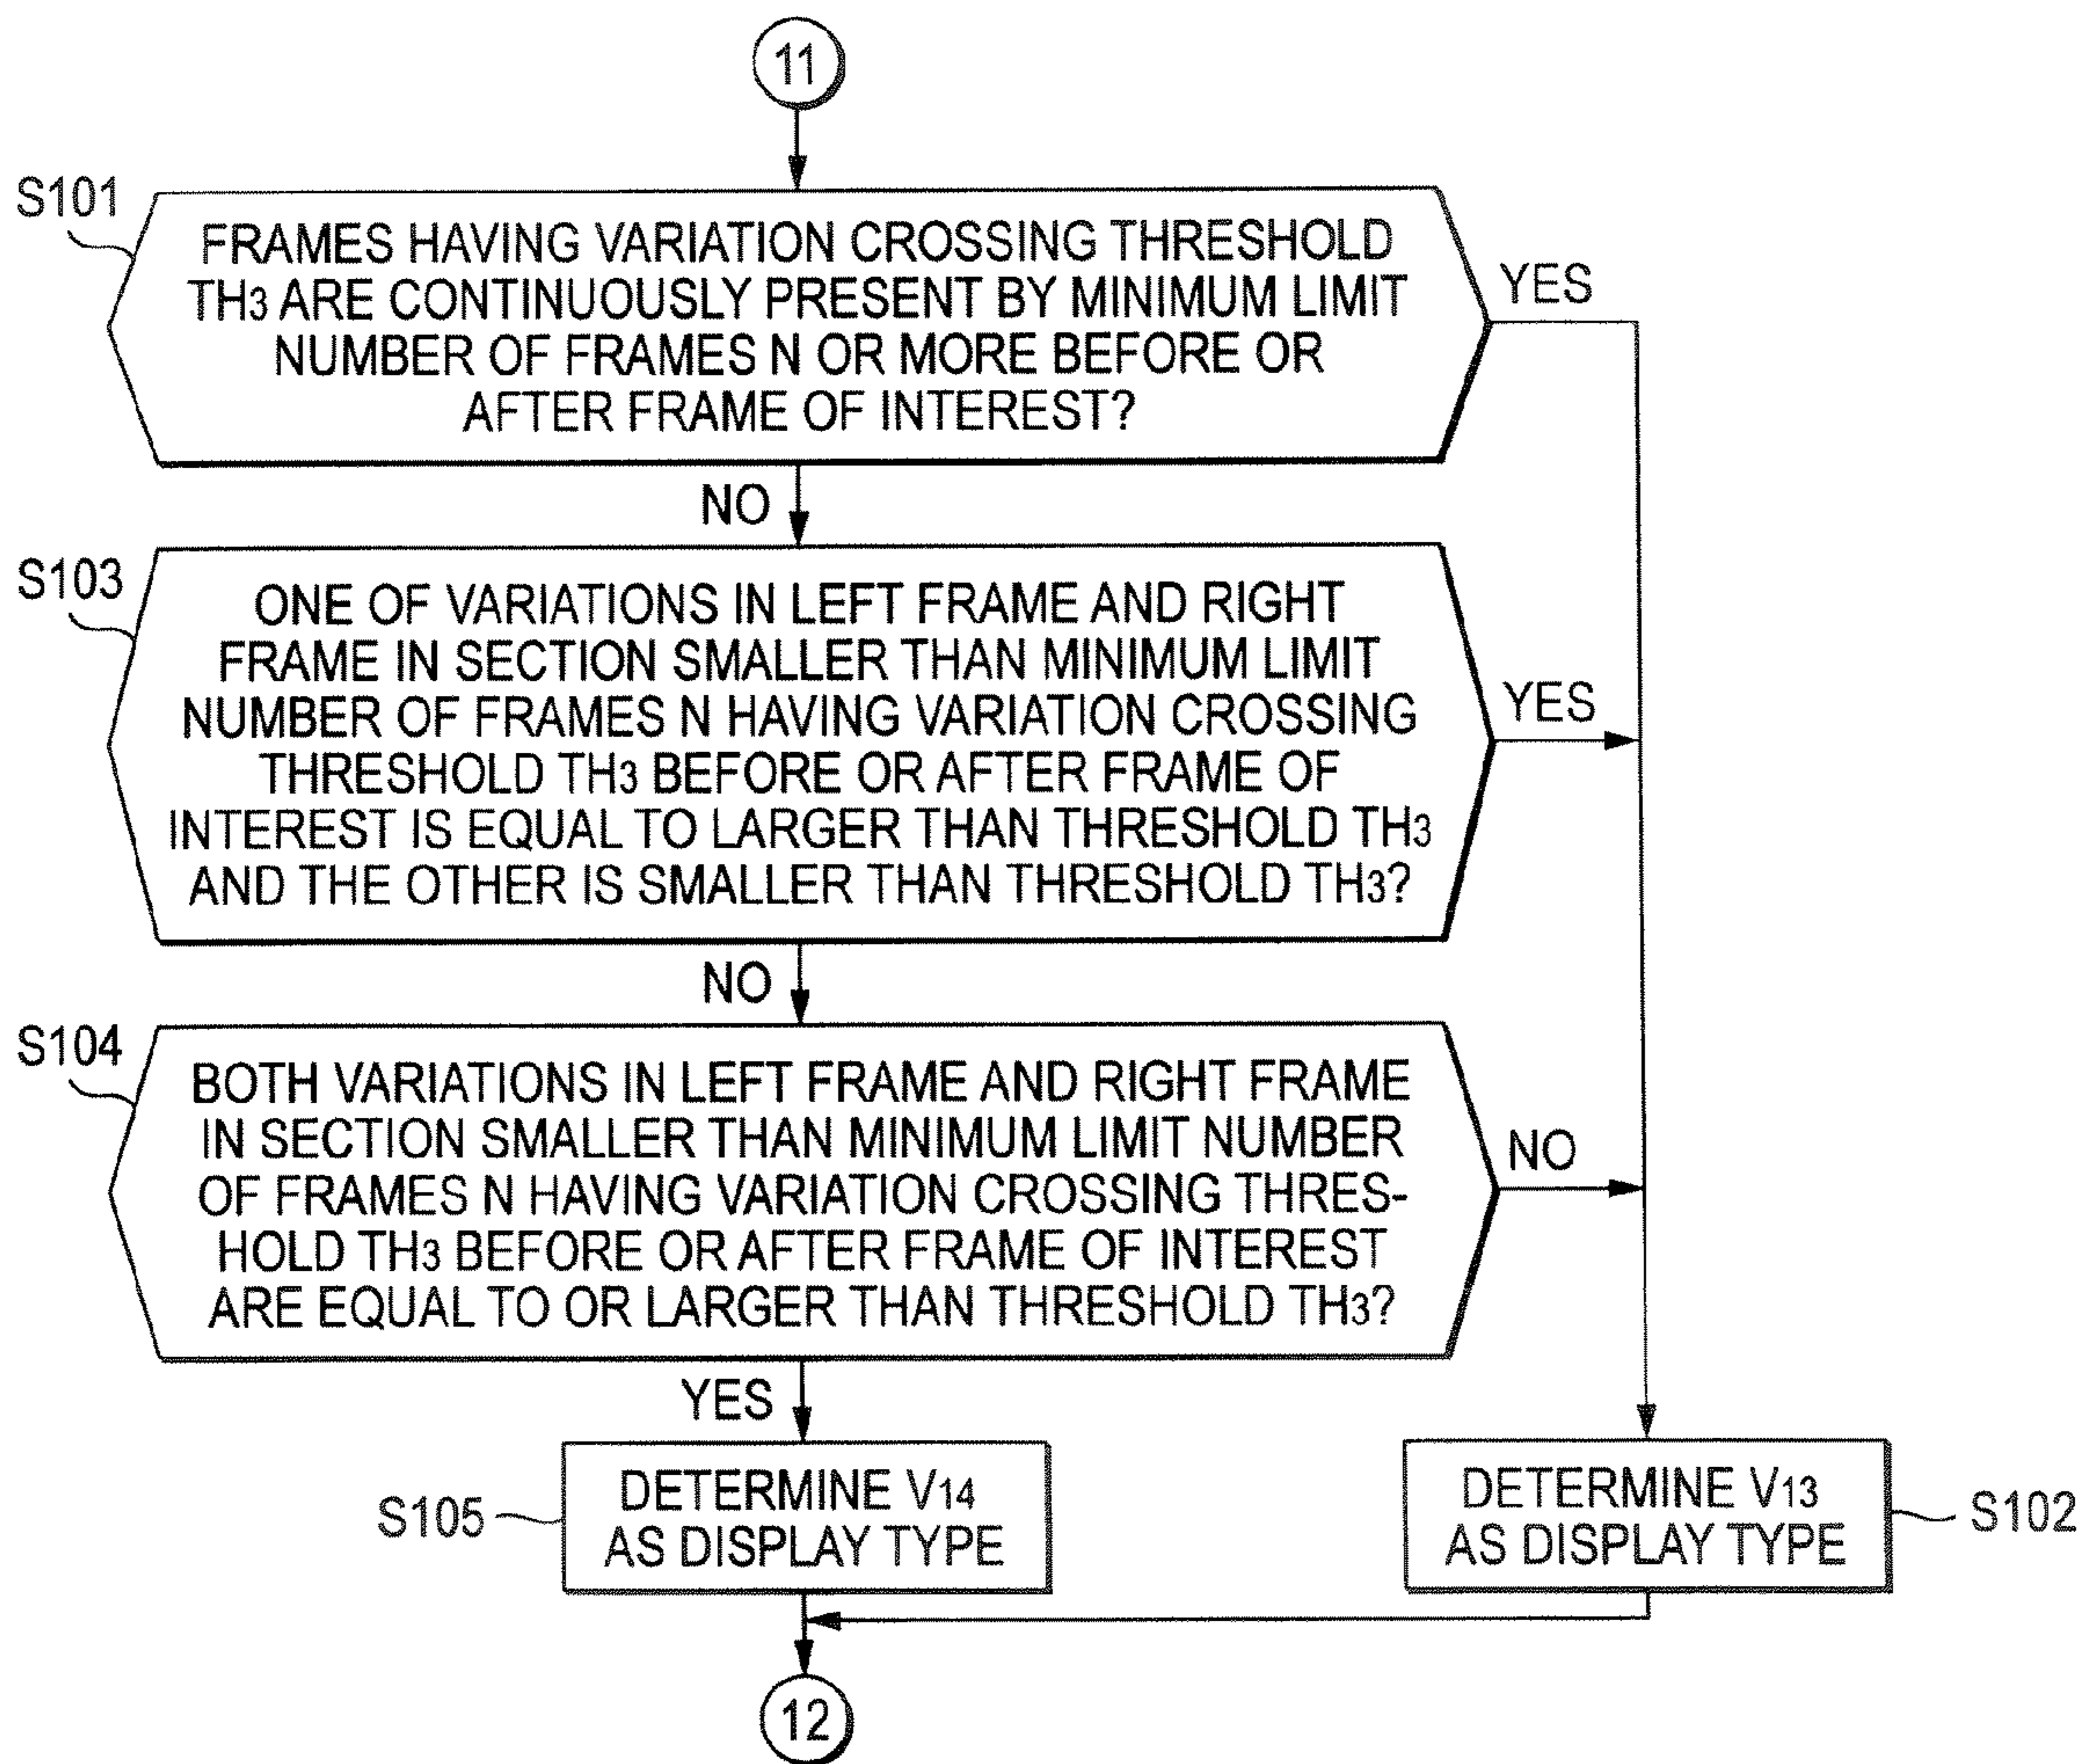 11
S101
FRAMES HAVING VARIATION CROSSING THRESHOLD
TH3 ARE CONTINUOUSLY PRESENT BY MINIMUM LIMIT
NUMBER OF FRAMES N OR MORE BEFORE OR
AFTER FRAME OF INTEREST?
YES
NO
S103
ONE OF VARIATIONS IN LEFT FRAME AND RIGHT
FRAME IN SECTION SMALLER THAN MINIMUM LIMIT
NUMBER OF FRAMES N HAVING VARIATION CROSSING
THRESHOLD TH3 BEFORE OR AFTER FRAME OF
INTEREST IS EQUAL TO LARGER THAN THRESHOLD TH3
AND THE OTHER IS SMALLER THAN THRESHOLD TH3?
YES
NO
S104
BOTH VARIATIONS IN LEFT FRAME AND RIGHT FRAME
IN SECTION SMALLER THAN MINIMUM LIMIT NUMBER
OF FRAMES N HAVING VARIATION CROSSING THRES-
HOLD TH3 BEFORE OR AFTER FRAME OF INTEREST
ARE EQUAL TO OR LARGER THAN THRESHOLD TH3?
NO
YES
S105
DETERMINE V14
AS DISPLAY TYPE
DETERMINE V13
AS DISPLAY TYPE
S102
12